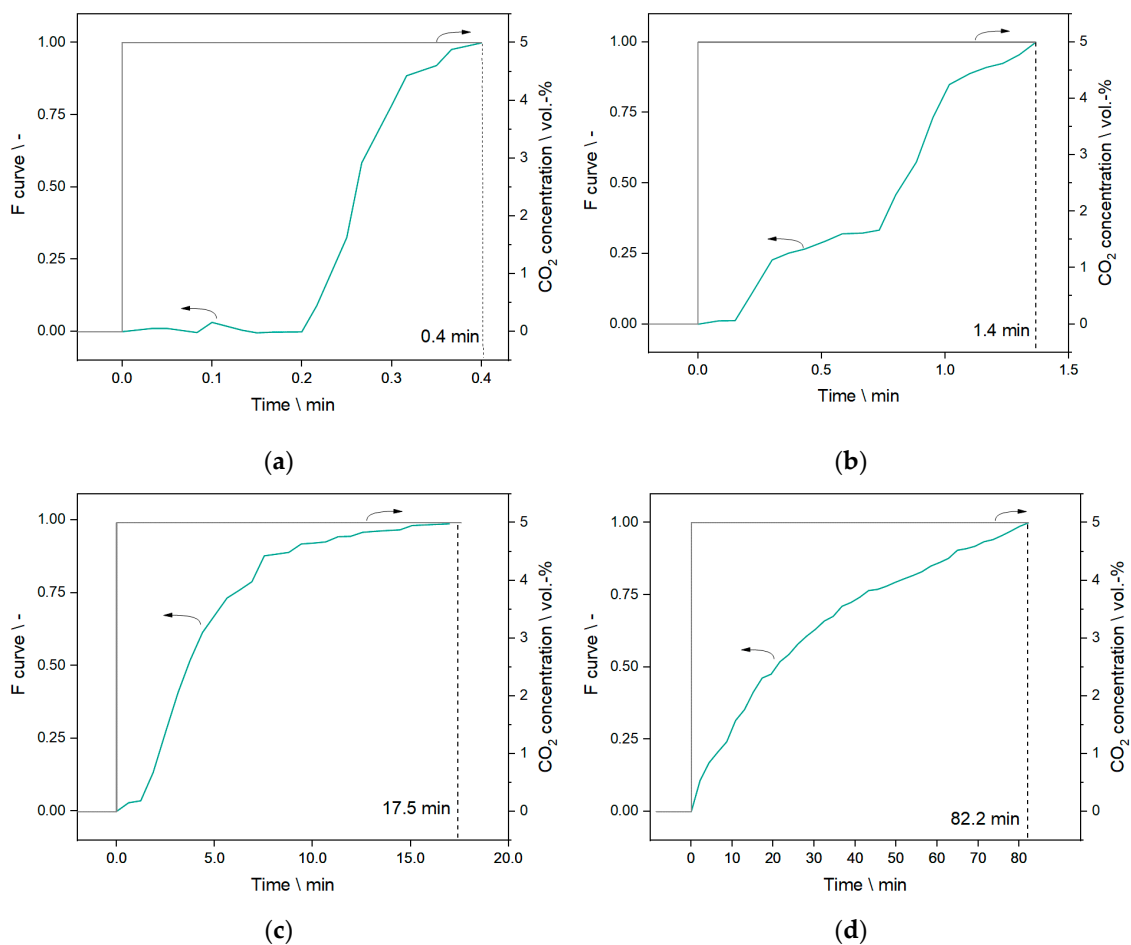 1.00
0.75
0.50
0.25
0.00
F curve \ -
5
4
3
2
1
0
CO₂ concentration \ vol.-%
0.4 min
0.0 0.1 0.2 0.3 0.4
Time \ min
(a)
1.00
0.75
0.50
0.25
0.00
F curve \ -
5
4
3
2
1
0
CO₂ concentration \ vol.-%
1.4 min
0.0 0.5 1.0 1.5
Time \ min
(b)
1.00
0.75
0.50
0.25
0.00
F curve \ -
5
4
3
2
1
0
CO₂ concentration \ vol.-%
17.5 min
0.0 5.0 10.0 15.0 20.0
Time \ min
(c)
1.00
0.75
0.50
0.25
0.00
F curve \ -
5
4
3
2
1
0
CO₂ concentration \ vol.-%
82.2 min
0 10 20 30 40 50 60 70 80
Time \ min
(d)